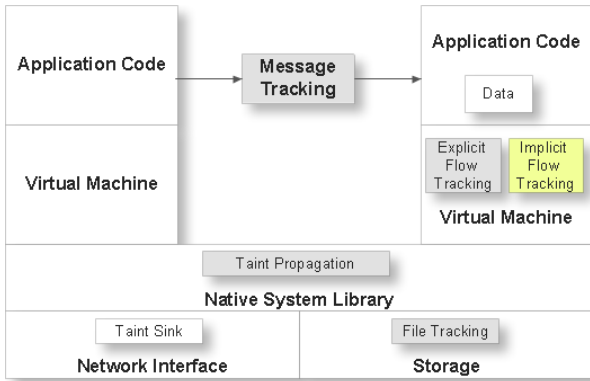 Application Code
Message
Tracking
Application Code
Data
Virtual Machine
Explicit
Flow
Tracking
Implicit
Flow
Tracking
Virtual Machine
Taint Propagation
Native System Library
Taint Sink
Network Interface
File Tracking
Storage